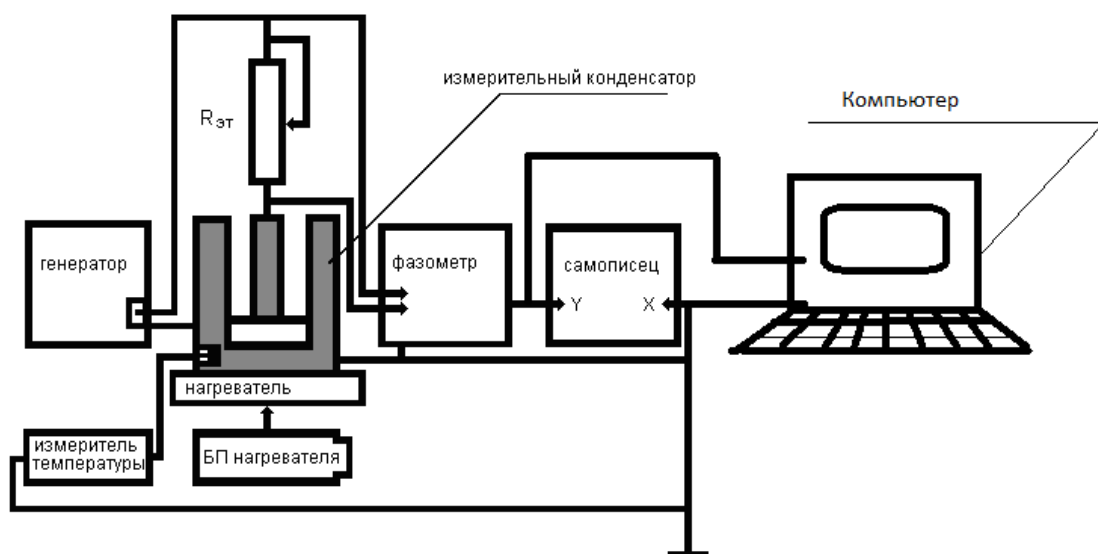 измерительный конденсатор
Компьютер
Rэт
генератор
фазометр
самописец
Y
X
нагреватель
измеритель
температуры
БП нагревателя